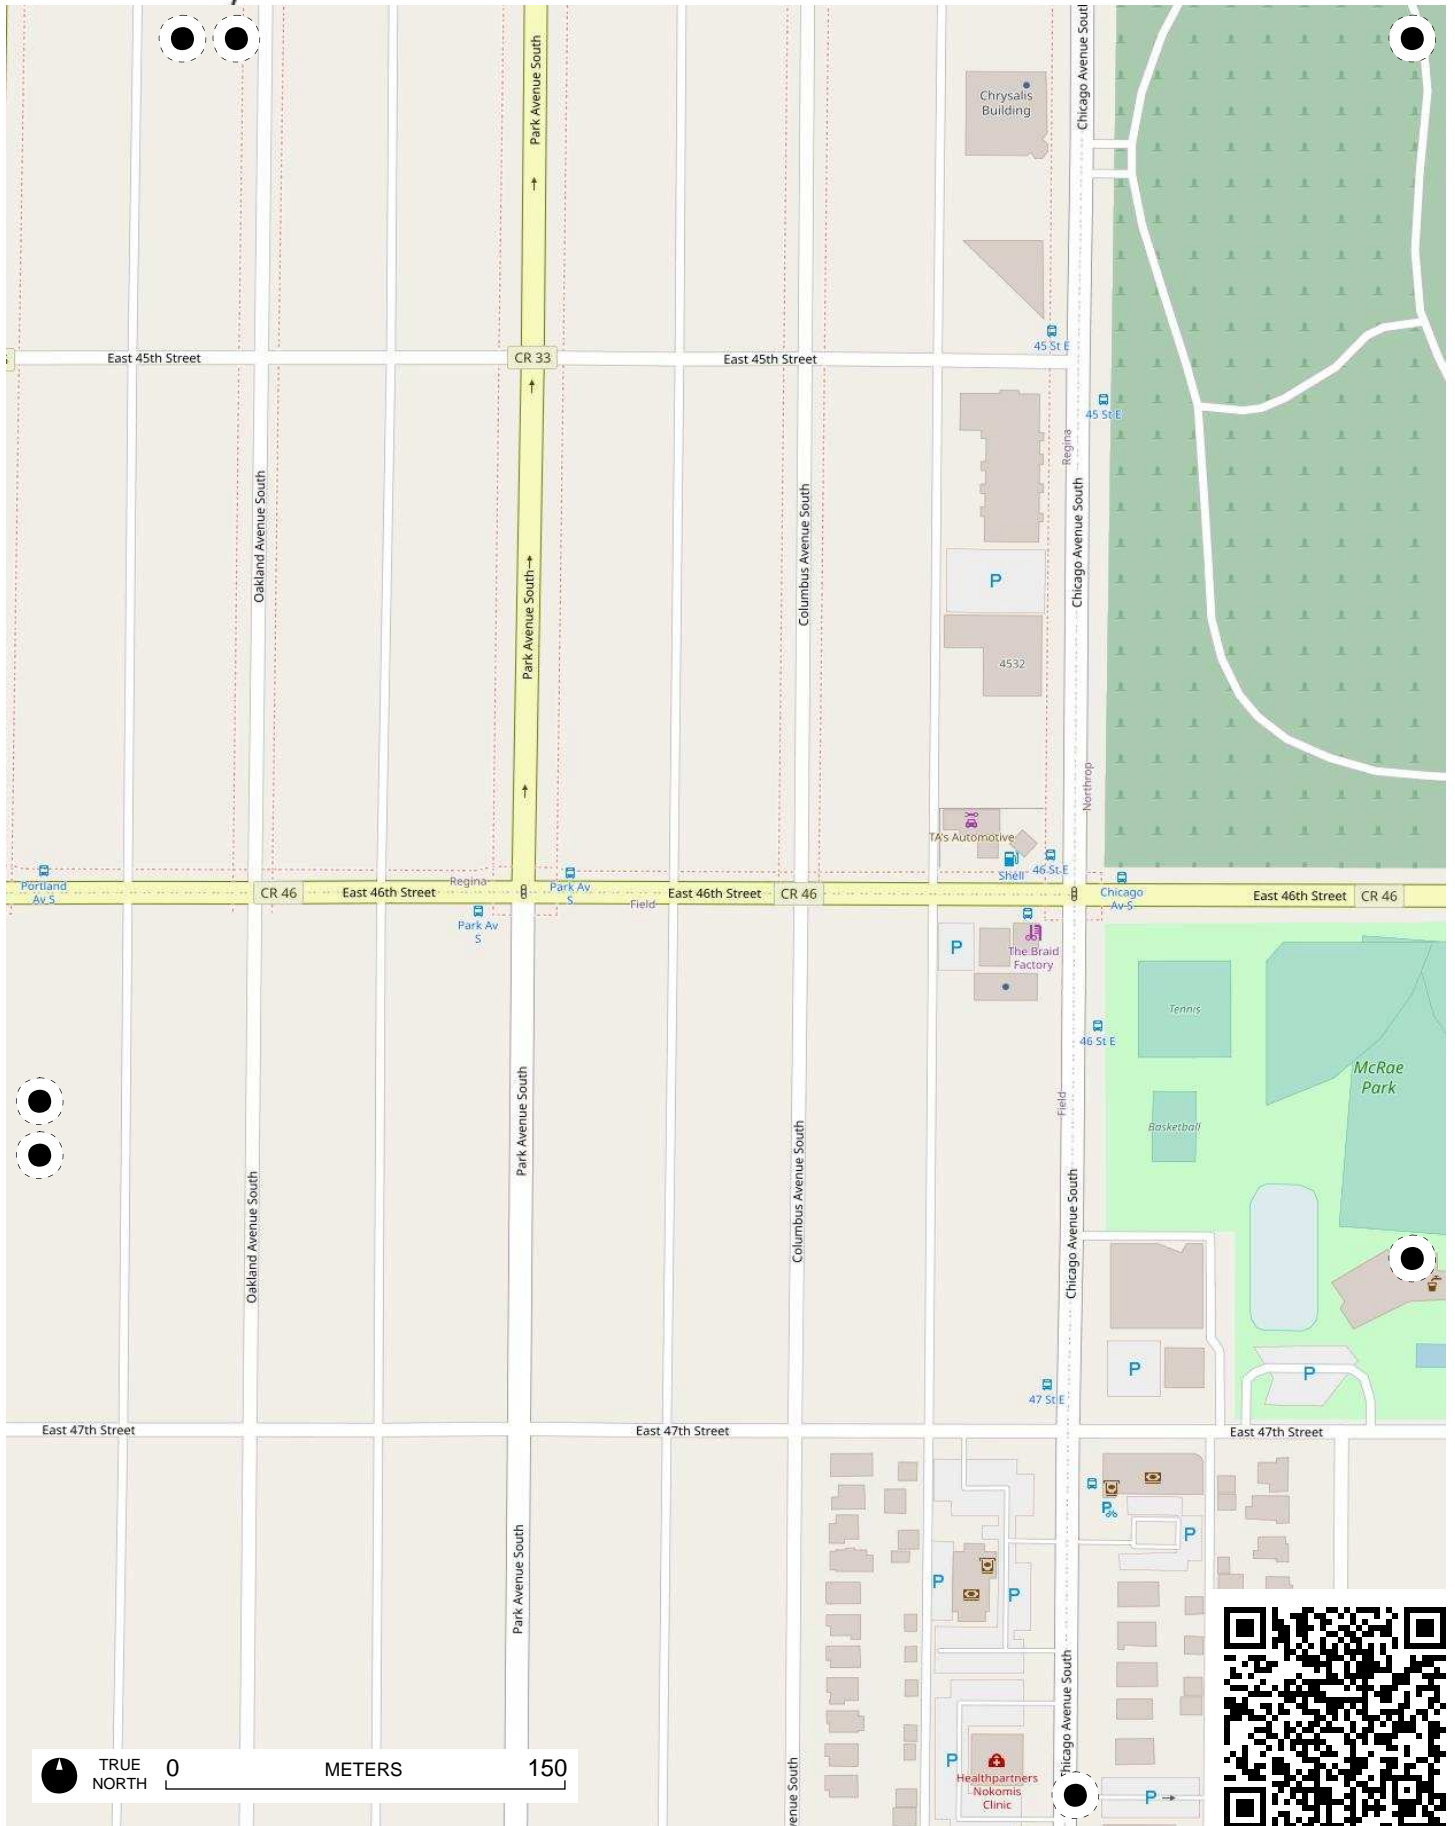 Park Avenue South
Chicago Avenue South
Chrysalis
Building
45 St E
East 45th Street
CR 33
East 45th Street
45 St E
Regina
Oakland Avenue South
Columbus Avenue South
Chicago Avenue South
P
Park Avenue South
4532
Northrop
TA's Automotive
Shell
46 St E
Portland
Av S
CR 46
East 46th Street
Regina
Park Av
S
Field
East 46th Street
CR 46
Chicago
Av S
East 46th Street
CR 46
Park Av
S
P
The Braid
Factory
Tennis
46 St E
McRae
Park
Field
Park Avenue South
Basketball
Columbus Avenue South
Oakland Avenue South
Chicago Avenue South
P
P
47 St E
East 47th Street
East 47th Street
East 47th Street
P
P
P
P
Park Avenue South
Chicago Avenue South
P
Healthpartners
Nokomis
Clinic
P
venue South
TRUE
NORTH
0 METERS 150